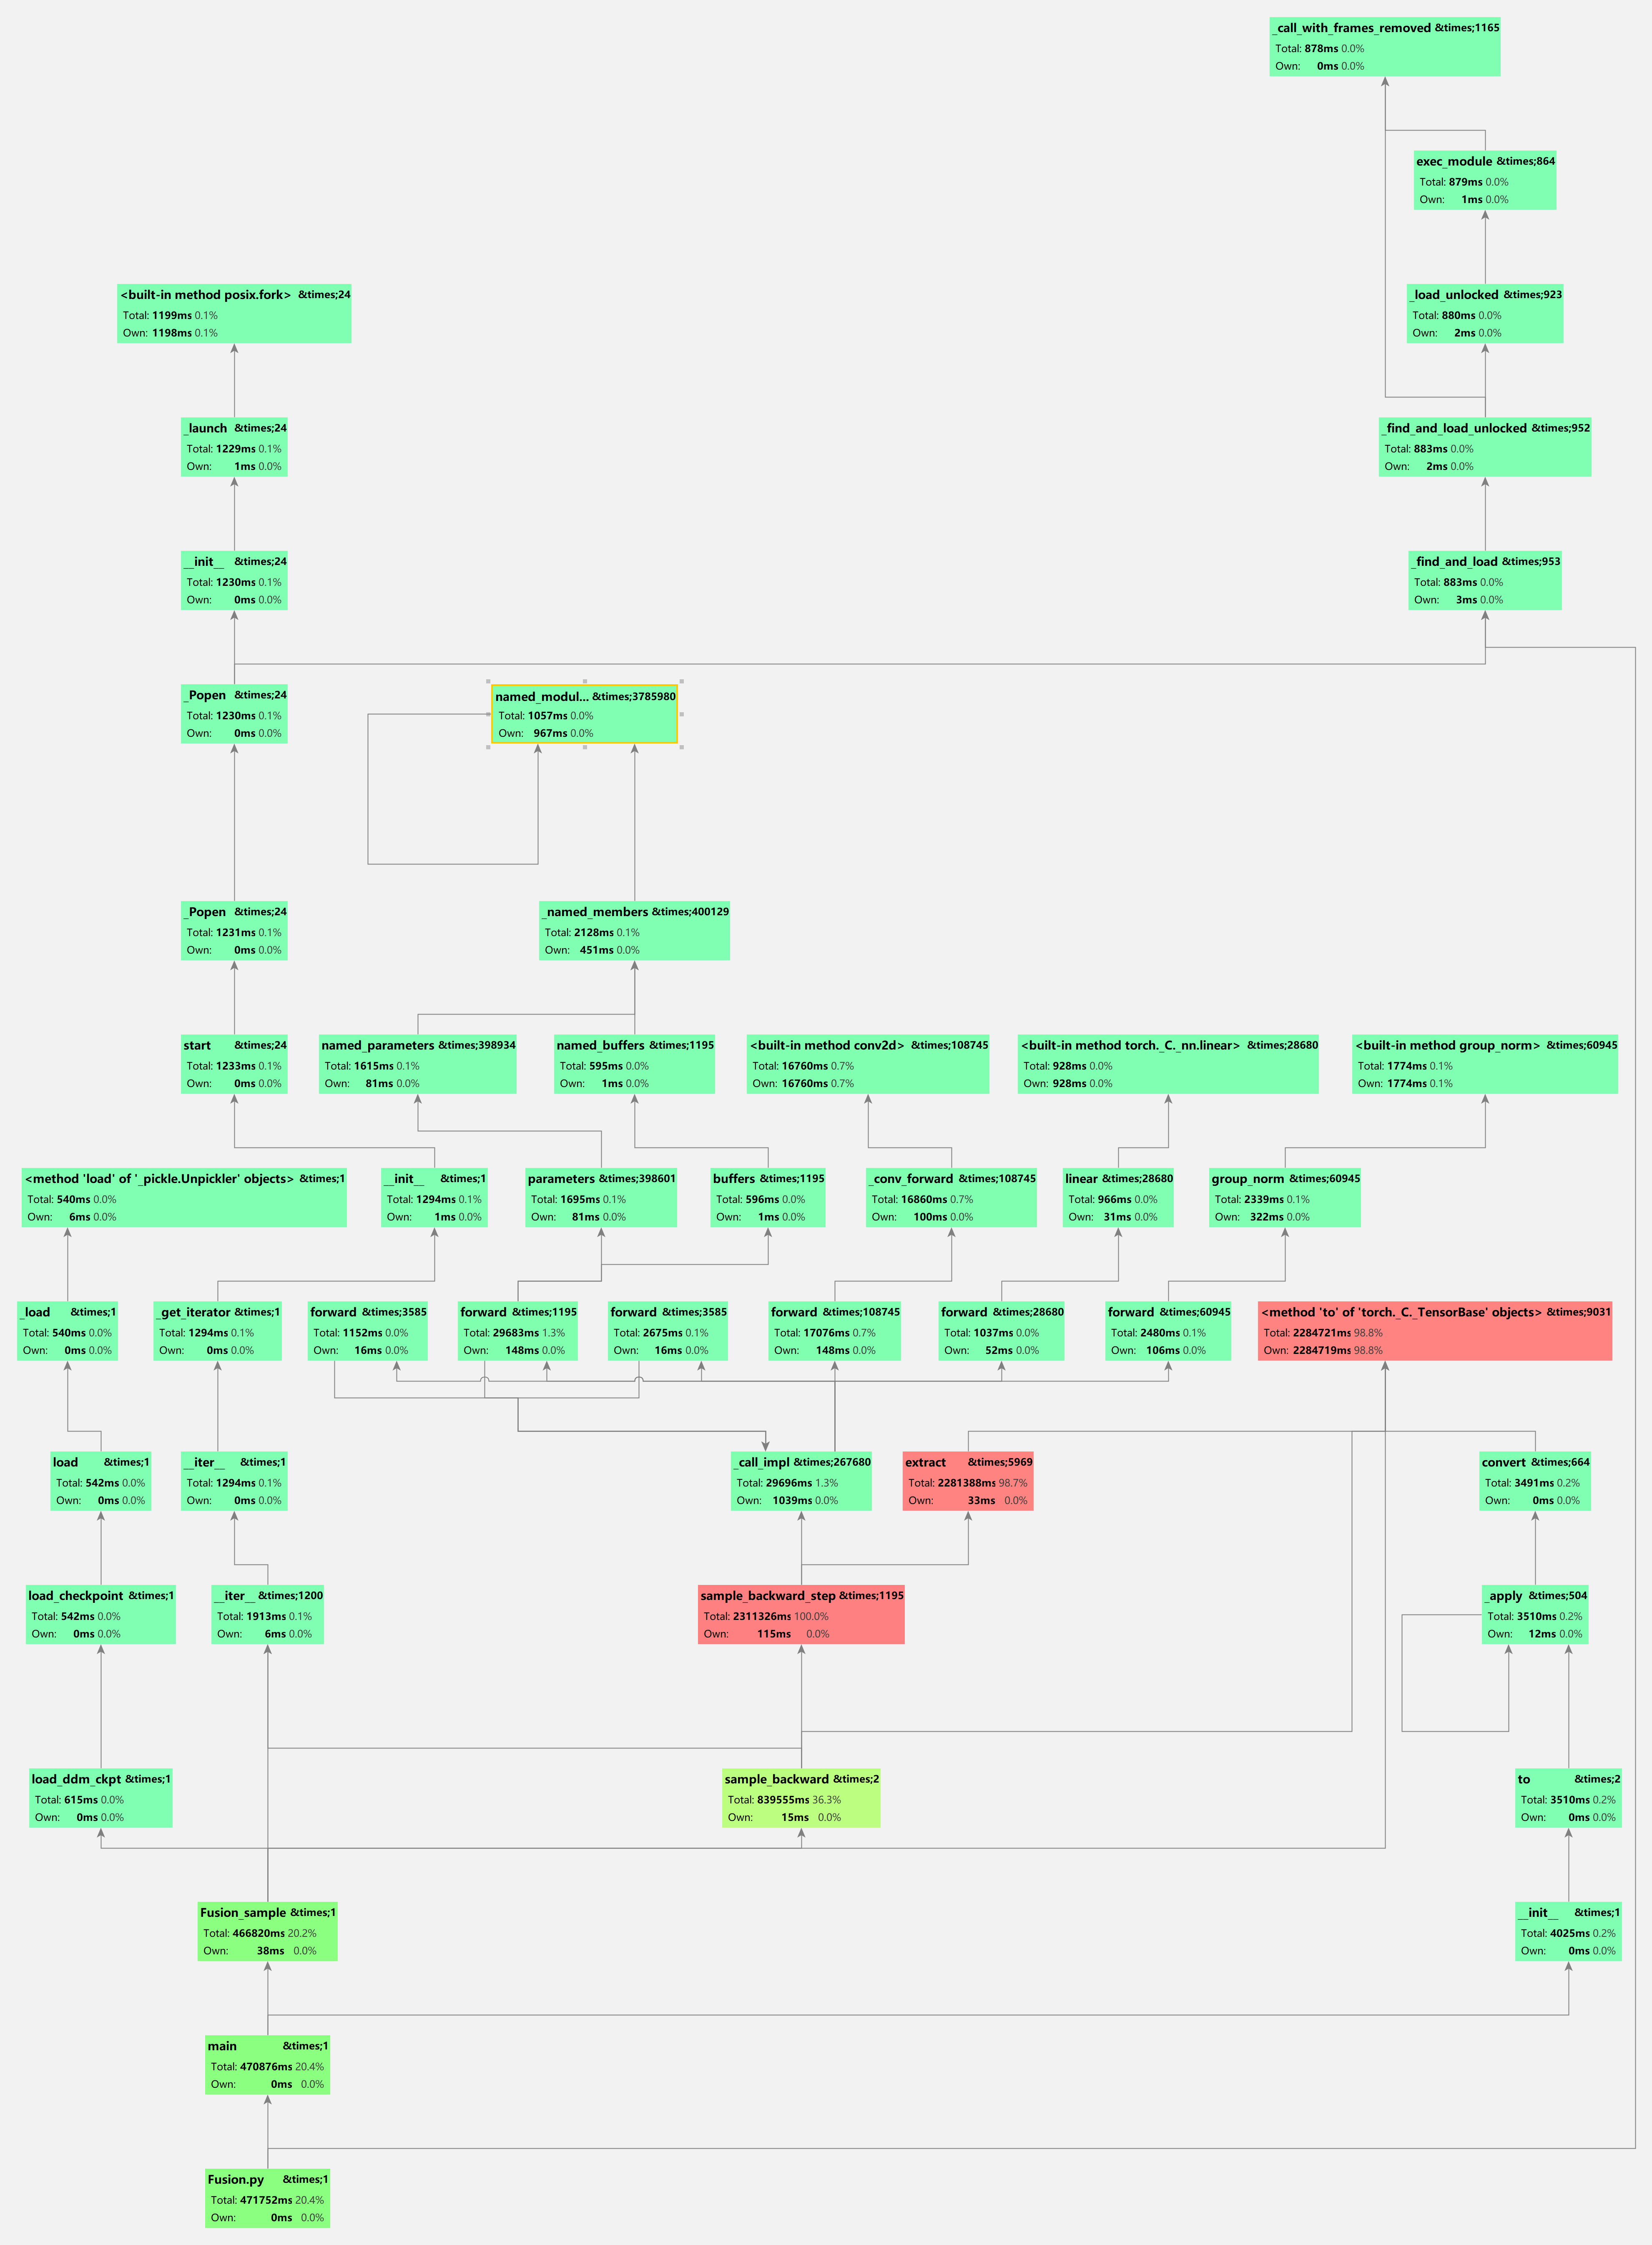 _call_with_frames_removed &times;1165
Total: 878ms 0.0%
Own: 0ms 0.0%
exec_module &times;864
Total: 879ms 0.0%
Own: 1ms 0.0%
<built-in method posix.fork> &times;24
Total: 1199ms 0.1%
Own: 1198ms 0.1%
_load_unlocked &times;923
Total: 880ms 0.0%
Own: 2ms 0.0%
_launch &times;24
Total: 1229ms 0.1%
Own: 1ms 0.0%
_find_and_load_unlocked &times;952
Total: 883ms 0.0%
Own: 2ms 0.0%
__init__ &times;24
Total: 1230ms 0.1%
Own: 0ms 0.0%
_find_and_load &times;953
Total: 883ms 0.0%
Own: 3ms 0.0%
_Popen &times;24
Total: 1230ms 0.1%
Own: 0ms 0.0%
named_modul... &times;3785980
Total: 1057ms 0.0%
Own: 967ms 0.0%
_Popen &times;24
Total: 1231ms 0.1%
Own: 0ms 0.0%
_named_members &times;400129
Total: 2128ms 0.1%
Own: 451ms 0.0%
start &times;24
Total: 1233ms 0.1%
Own: 0ms 0.0%
named_parameters &times;398934
Total: 1615ms 0.1%
Own: 81ms 0.0%
named_buffers &times;1195
Total: 595ms 0.0%
Own: 1ms 0.0%
<built-in method conv2d> &times;108745
Total: 16760ms 0.7%
Own: 16760ms 0.7%
<built-in method torch._C._nn.linear> &times;28680
Total: 928ms 0.0%
Own: 928ms 0.0%
<built-in method group_norm> &times;60945
Total: 1774ms 0.1%
Own: 1774ms 0.1%
<method 'load' of '_pickle.Unpickler' objects> &times;1
Total: 540ms 0.0%
Own: 6ms 0.0%
__init__ &times;1
Total: 1294ms 0.1%
Own: 1ms 0.0%
parameters &times;398601
Total: 1695ms 0.1%
Own: 81ms 0.0%
buffers &times;1195
Total: 596ms 0.0%
Own: 1ms 0.0%
_conv_forward &times;108745
Total: 16860ms 0.7%
Own: 100ms 0.0%
linear &times;28680
Total: 966ms 0.0%
Own: 31ms 0.0%
group_norm &times;60945
Total: 2339ms 0.1%
Own: 322ms 0.0%
_load &times;1
Total: 540ms 0.0%
Own: 0ms 0.0%
_get_iterator &times;1
Total: 1294ms 0.1%
Own: 0ms 0.0%
forward &times;3585
Total: 1152ms 0.0%
Own: 16ms 0.0%
forward &times;1195
Total: 29683ms 1.3%
Own: 148ms 0.0%
forward &times;3585
Total: 2675ms 0.1%
Own: 16ms 0.0%
forward &times;108745
Total: 17076ms 0.7%
Own: 148ms 0.0%
forward &times;28680
Total: 1037ms 0.0%
Own: 52ms 0.0%
forward &times;60945
Total: 2480ms 0.1%
Own: 106ms 0.0%
<method 'to' of 'torch._C._TensorBase' objects> &times;9031
Total: 2284721ms 98.8%
Own: 2284719ms 98.8%
load &times;1
Total: 542ms 0.0%
Own: 0ms 0.0%
__iter__ &times;1
Total: 1294ms 0.1%
Own: 0ms 0.0%
_call_impl &times;267680
Total: 29696ms 1.3%
Own: 1039ms 0.0%
extract &times;5969
Total: 2281388ms 98.7%
Own: 33ms 0.0%
convert &times;664
Total: 3491ms 0.2%
Own: 0ms 0.0%
load_checkpoint &times;1
Total: 542ms 0.0%
Own: 0ms 0.0%
__iter__ &times;1200
Total: 1913ms 0.1%
Own: 6ms 0.0%
sample_backward_step &times;1195
Total: 2311326ms 100.0%
Own: 115ms 0.0%
_apply &times;504
Total: 3510ms 0.2%
Own: 12ms 0.0%
load_ddm_ckpt &times;1
Total: 615ms 0.0%
Own: 0ms 0.0%
sample_backward &times;2
Total: 839555ms 36.3%
Own: 15ms 0.0%
to &times;2
Total: 3510ms 0.2%
Own: 0ms 0.0%
Fusion_sample &times;1
Total: 466820ms 20.2%
Own: 38ms 0.0%
__init__ &times;1
Total: 4025ms 0.2%
Own: 0ms 0.0%
main &times;1
Total: 470876ms 20.4%
Own: 0ms 0.0%
Fusion.py &times;1
Total: 471752ms 20.4%
Own: 0ms 0.0%